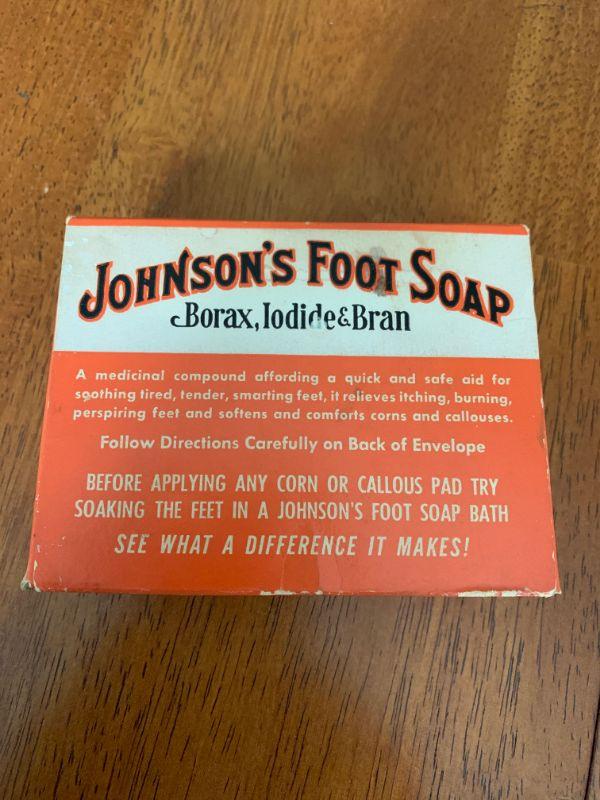 JOHNSON'S FOOT SOAP
Borax, Iodide & Bran
A medicinal compound affording a quick and safe aid for
soothing tired, tender, smarting feet, it relieves itching, burning,
perspiring feet and softens and comforts corns and callouses.
Follow Directions Carefully on Back of Envelope
BEFORE APPLYING ANY CORN OR CALLOUS PAD TRY
SOAKING THE FEET IN A JOHNSON'S FOOT SOAP BATH
SEE WHAT A DIFFERENCE IT MAKES!